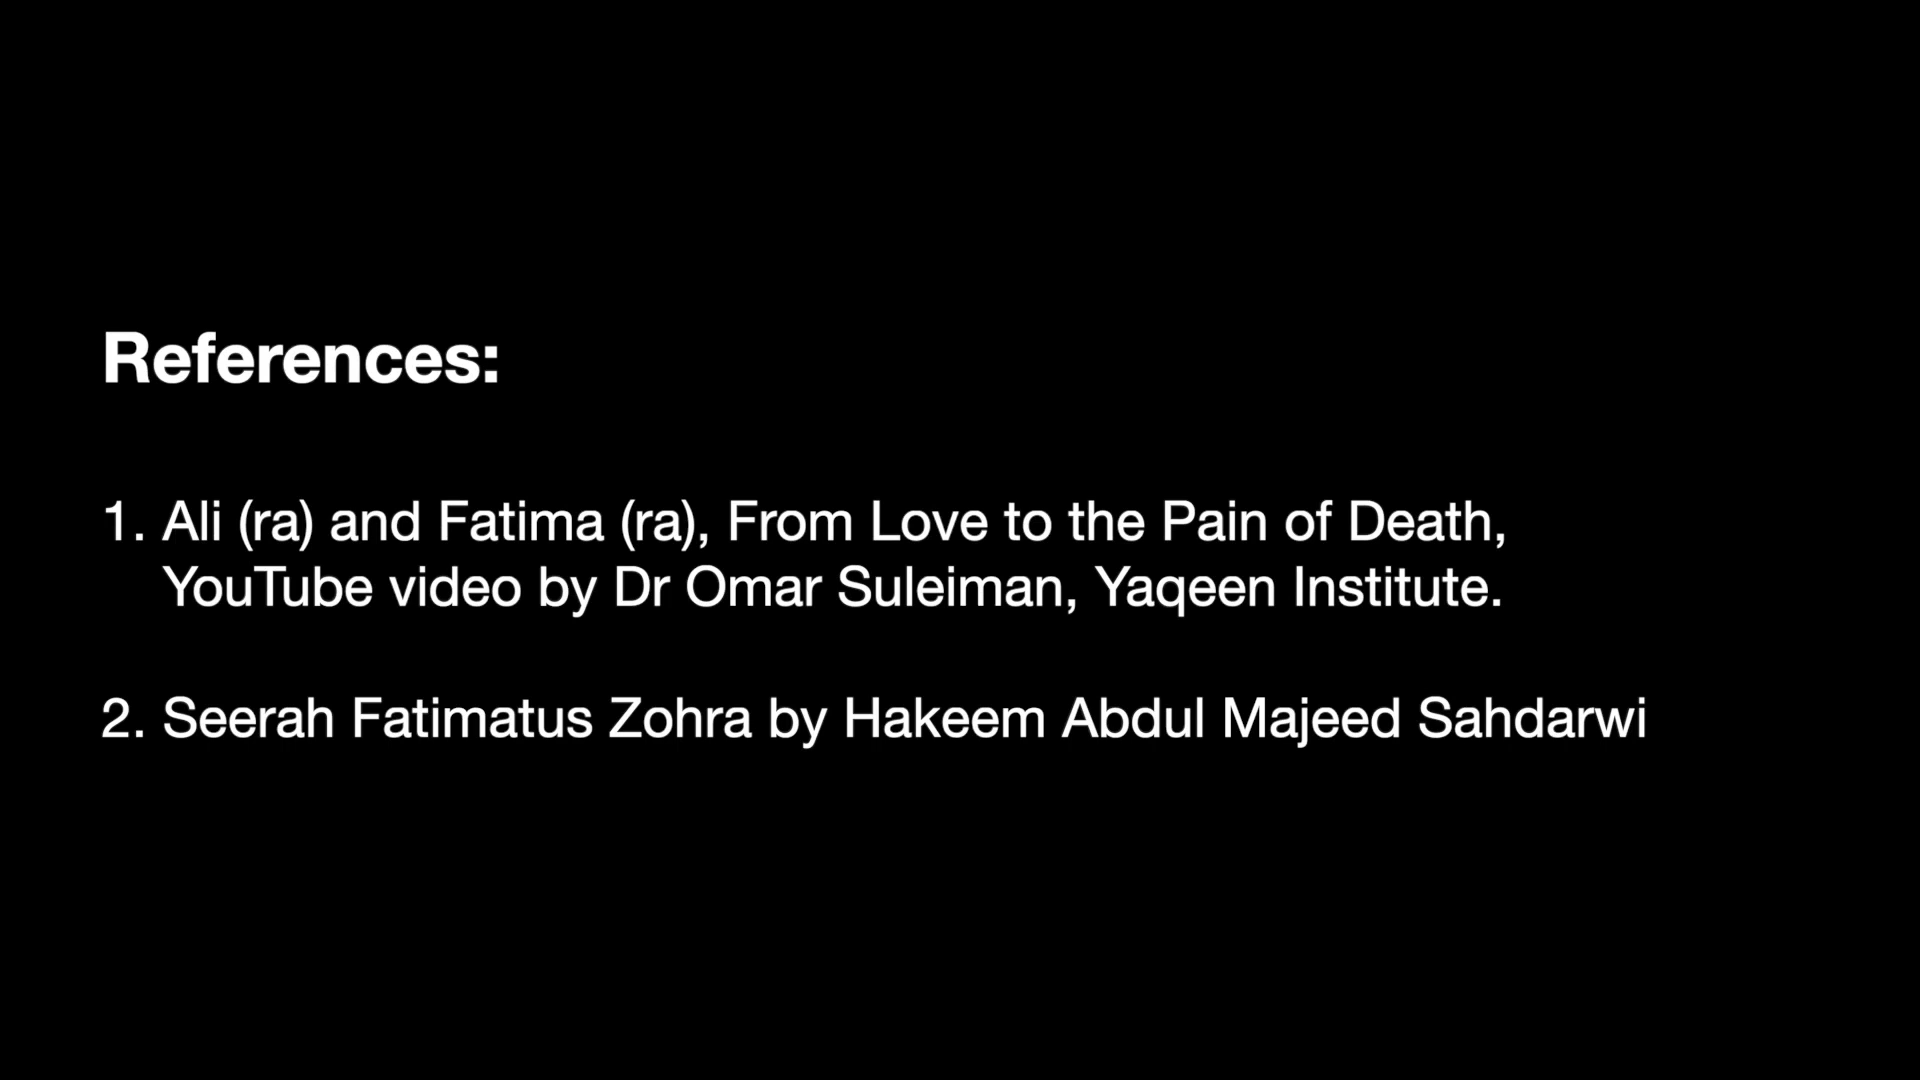 References:
1. Ali (ra) and Fatima (ra), From Love to the Pain of Death,
YouTube video by Dr Omar Suleiman, Yaqeen Institute.
2. Seerah Fatimatus Zohra by Hakeem Abdul Majeed Sahdarwi